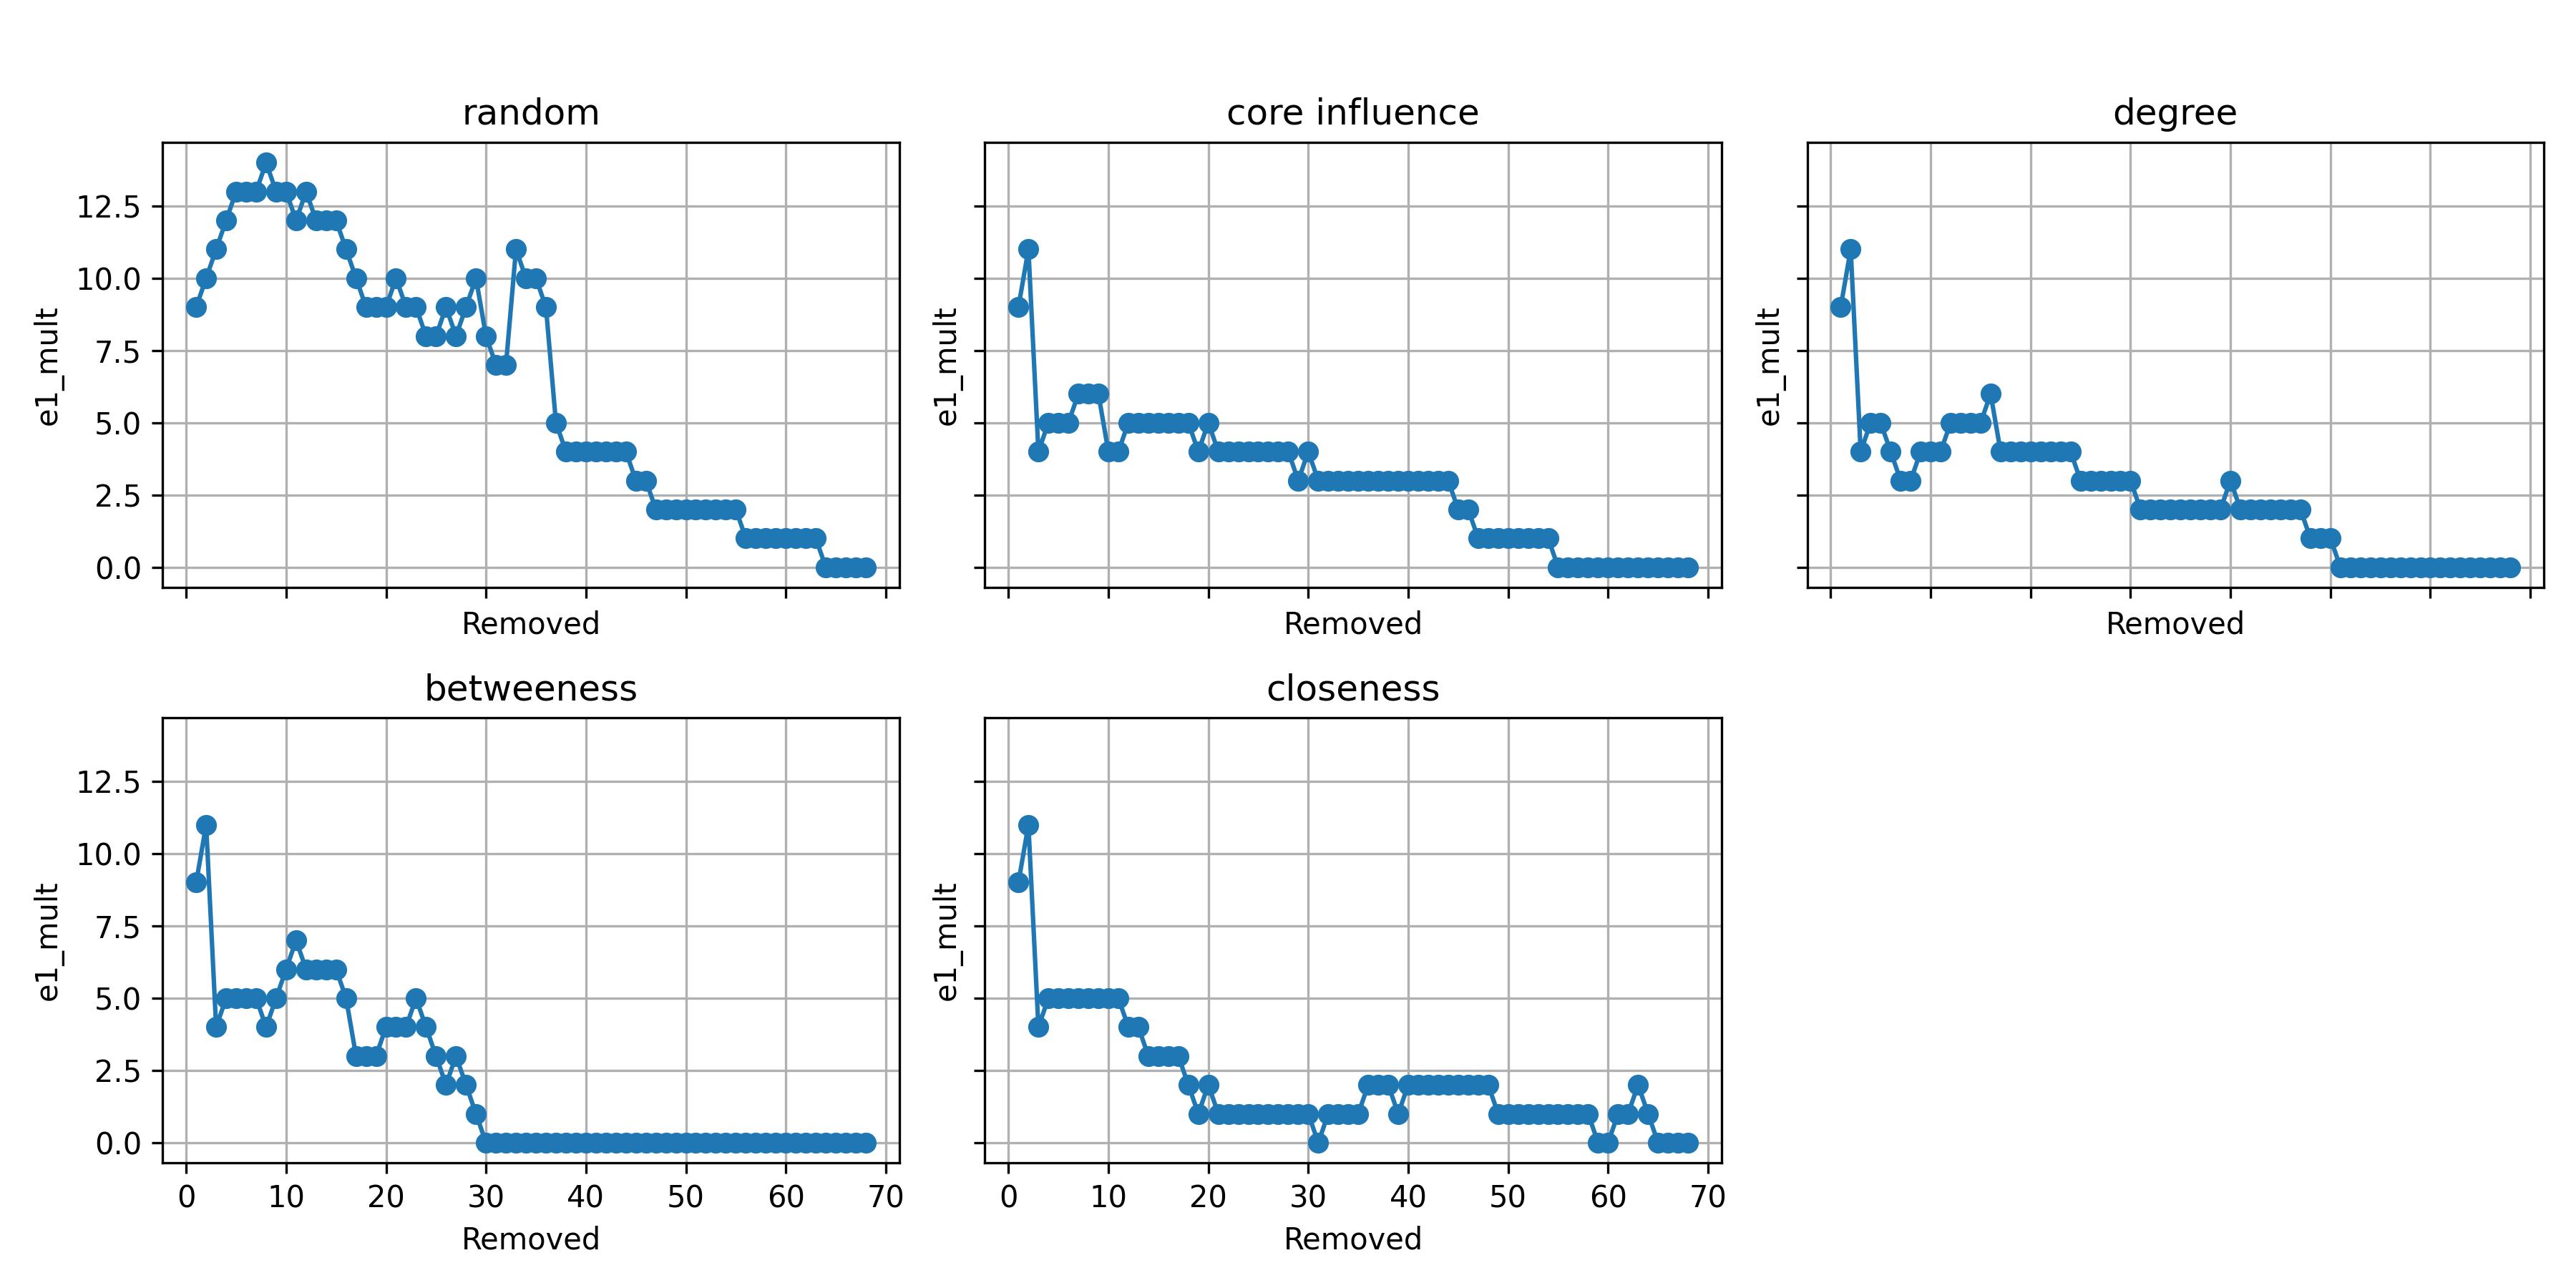 random
core influence
degree
12.5
10.0
7.5
5.0
2.5
0.0
e1_mult
e1_mult
e1_mult
Removed
Removed
Removed
betweeness
closeness
12.5
10.0
7.5
5.0
2.5
0.0
e1_mult
e1_mult
0 10 20 30 40 50 60 70
0 10 20 30 40 50 60 70
Removed
Removed